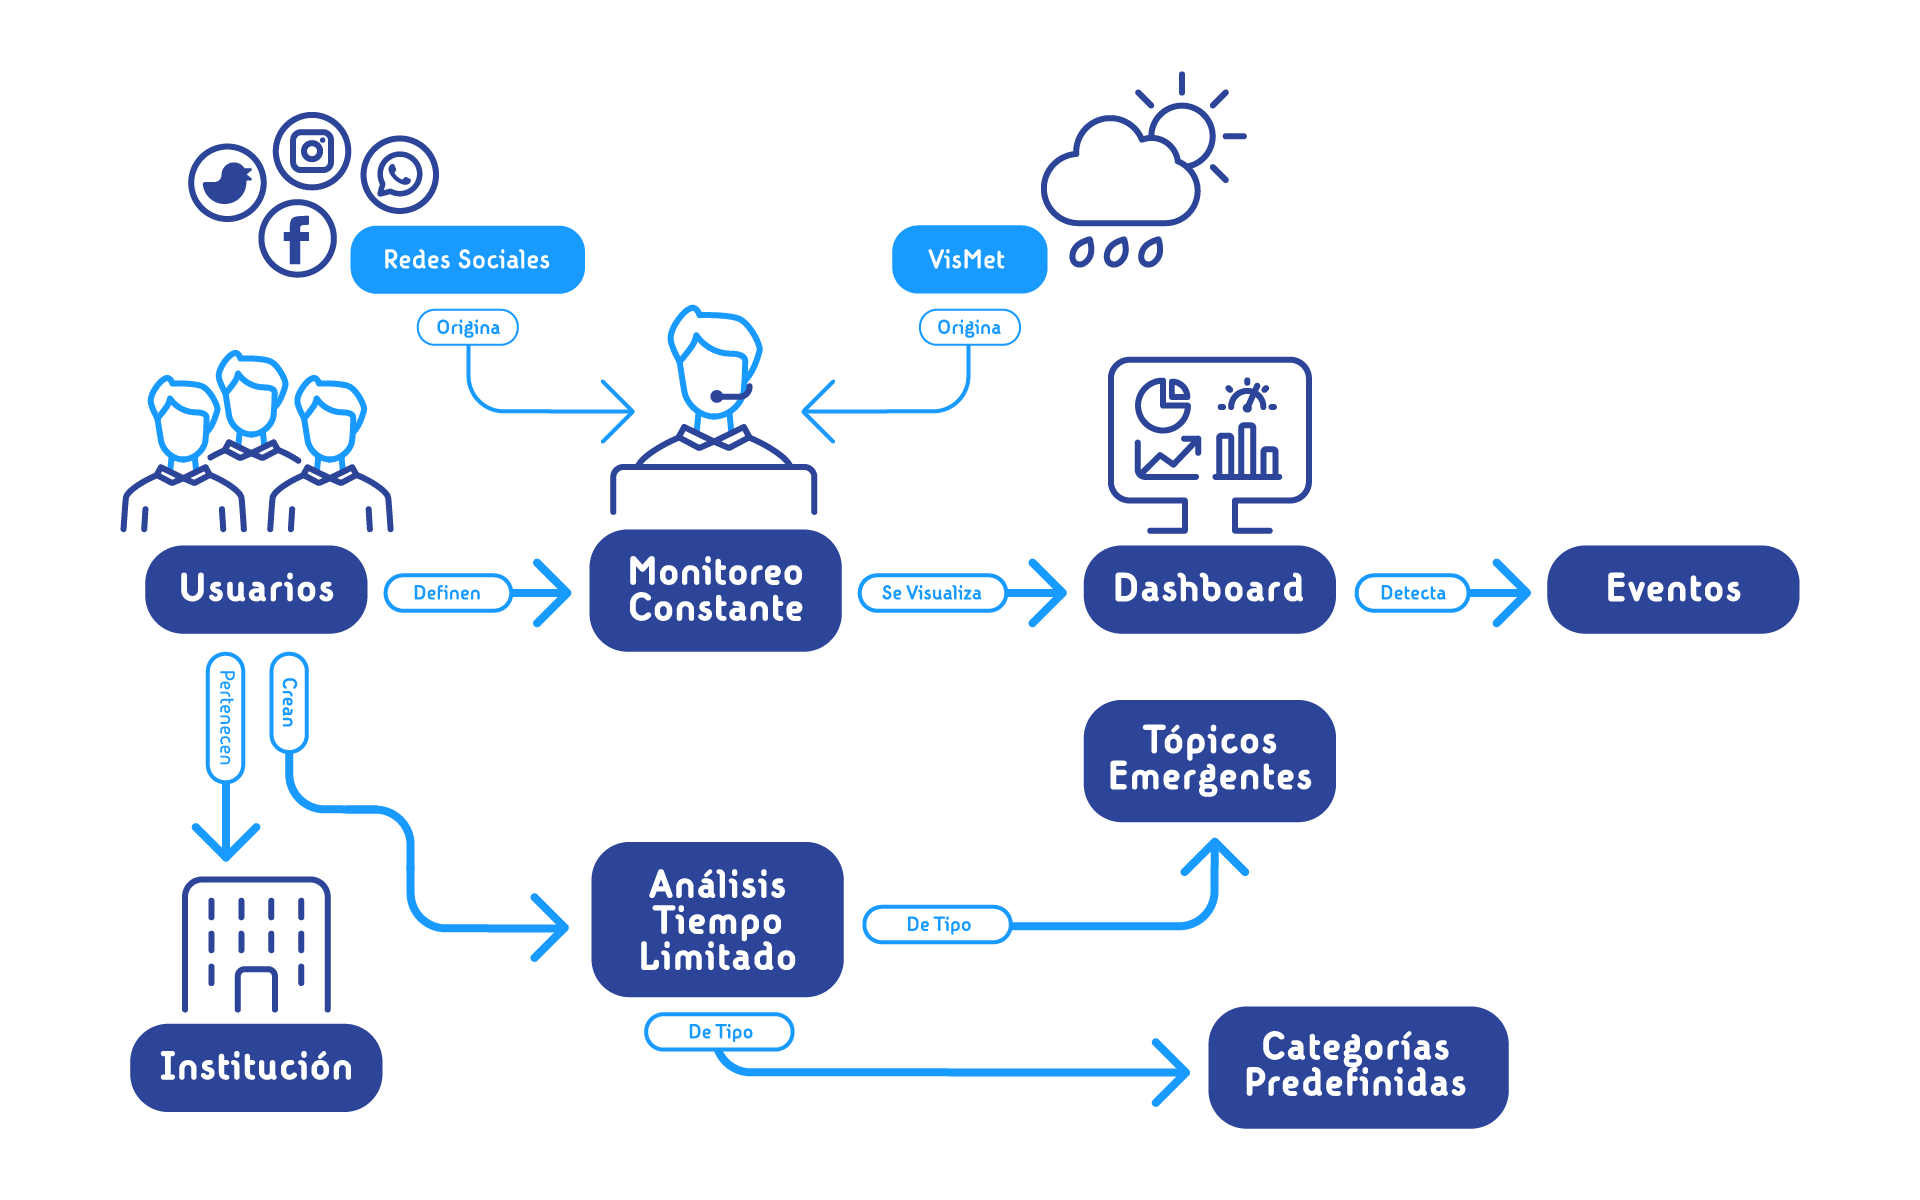 Redes Sociales
VisMet
Origina
Origina
Usuarios
Definen
Monitoreo
Constante
Se Visualiza
Dashboard
Detecta
Eventos
Pertenecen
Crean
Tópicos
Emergentes
Análisis
Tiempo
Limitado
De Tipo
De Tipo
Institución
Categorías
Predefinidas